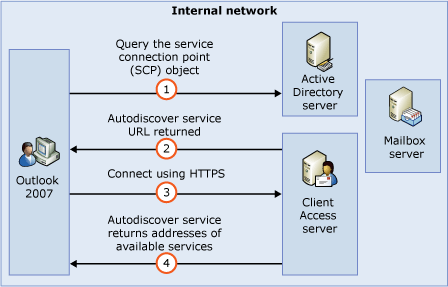 Internal network
Query the service
connection point
(SCP) object
1
Active
Directory
server
Autodiscover service
URL returned
2
Mailbox
server
Outlook
2007
Connect using HTTPS
3
Client
Access
server
Autodiscover service
returns addresses of
available services
4